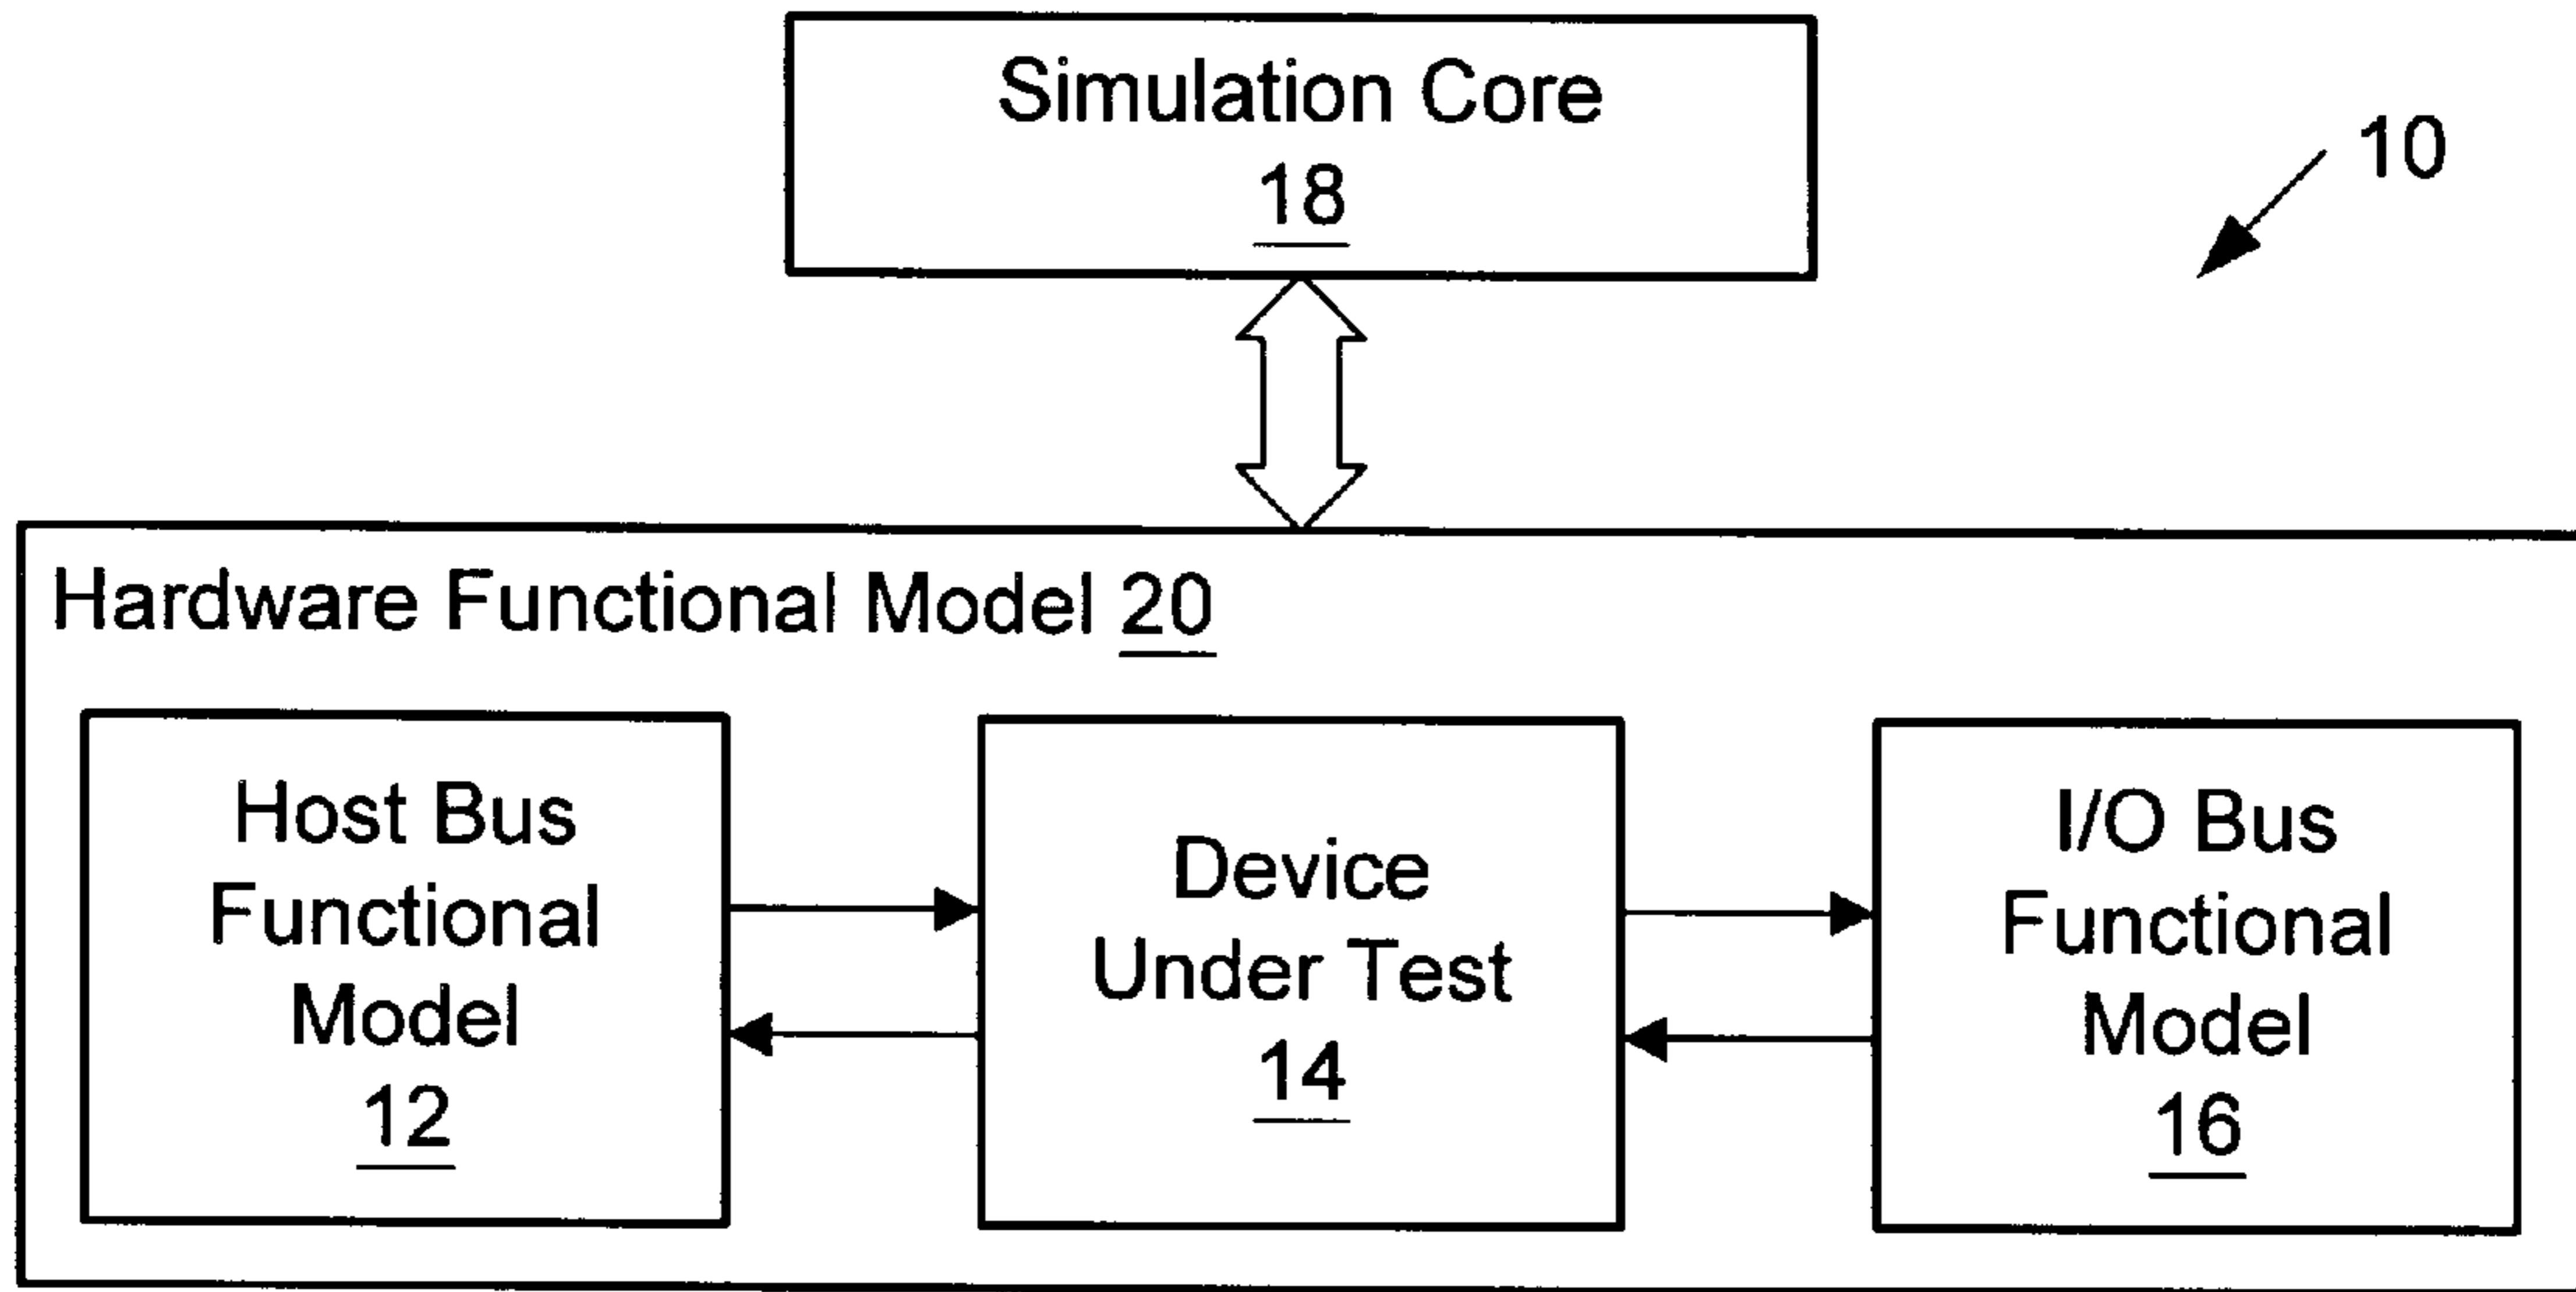 Simulation Core
18
10
Hardware Functional Model 20
Host Bus
Functional
Model
12
Device
Under Test
14
I/O Bus
Functional
Model
16